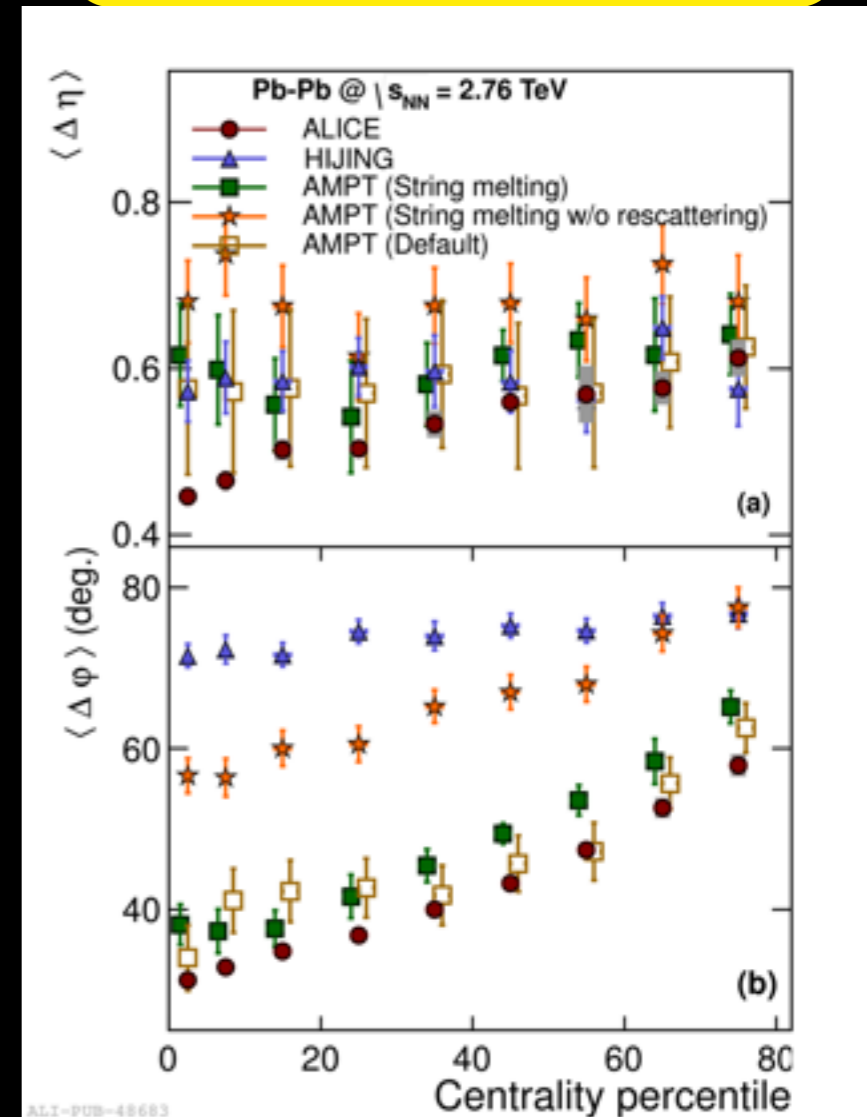 ⟨Δη⟩
Pb-Pb @ \ s_NN = 2.76 TeV
ALICE
HIJING
AMPT (String melting)
AMPT (String melting w/o rescattering)
AMPT (Default)
0.8
0.6
0.4
(a)
⟨Δφ⟩ (deg.)
80
60
40
(b)
0 20 40 60 80
Centrality percentile
ALI-PUB-48683